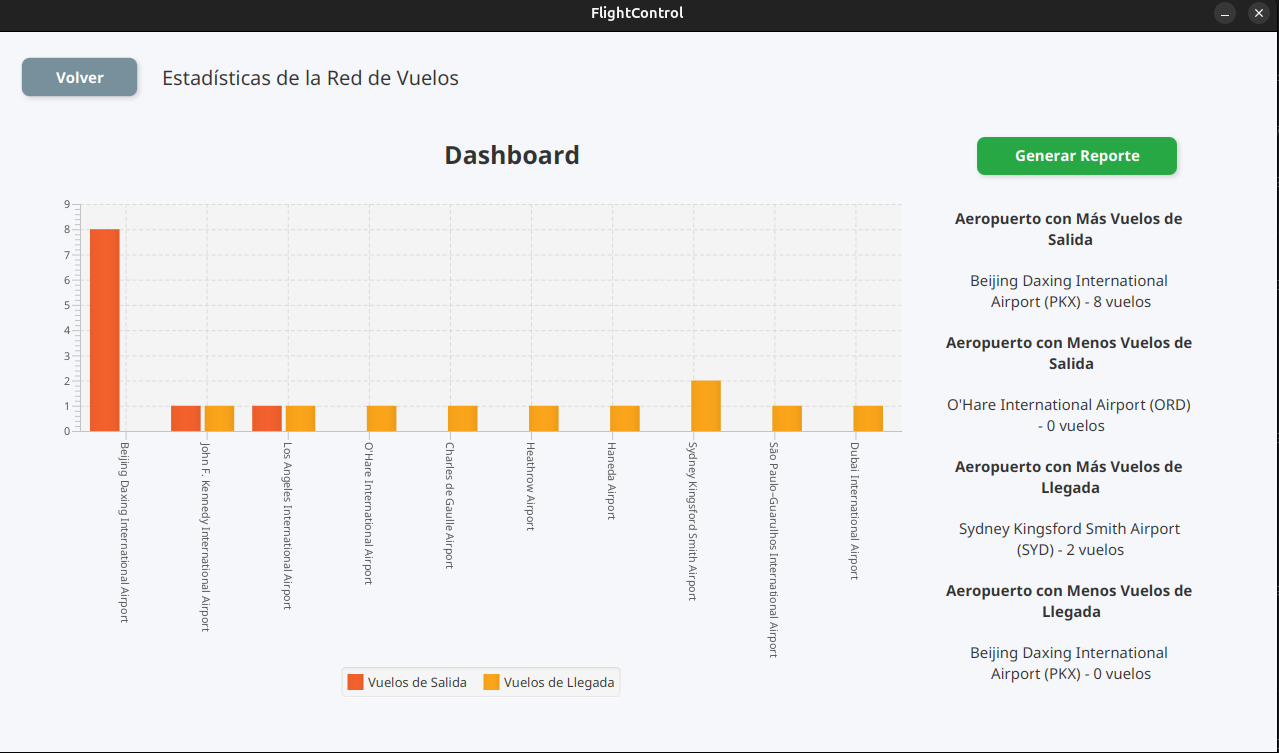 FlightControl
Volver
Estadísticas de la Red de Vuelos
Dashboard
9
8
7
6
5
4
3
2
1
0
Beijing Daxing International Airport
John F. Kennedy International Airport
Los Angeles International Airport
O'Hare International Airport
Charles de Gaulle Airport
Heathrow Airport
Haneda Airport
Sydney Kingsford Smith Airport
São Paulo–Guarulhos International Airport
Dubai International Airport
Vuelos de Salida
Vuelos de Llegada
Generar Reporte
Aeropuerto con Más Vuelos de
Salida
Beijing Daxing International
Airport (PKX) - 8 vuelos
Aeropuerto con Menos Vuelos de
Salida
O'Hare International Airport (ORD)
- 0 vuelos
Aeropuerto con Más Vuelos de
Llegada
Sydney Kingsford Smith Airport
(SYD) - 2 vuelos
Aeropuerto con Menos Vuelos de
Llegada
Beijing Daxing International
Airport (PKX) - 0 vuelos